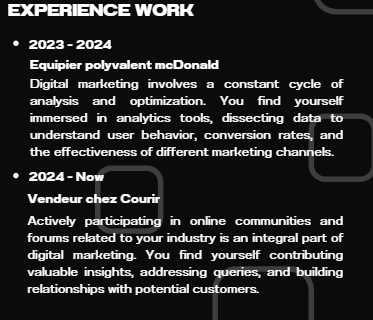 EXPERIENCE WORK
• 2023 - 2024
Equipier polyvalent mcDonald
Digital marketing involves a constant cycle of
analysis and optimization. You find yourself
immersed in analytics tools, dissecting data to
understand user behavior, conversion rates, and
the effectiveness of different marketing channels.
• 2024 - Now
Vendeur chez Courir
Actively participating in online communities and
forums related to your industry is an integral part of
digital marketing. You find yourself contributing
valuable insights, addressing queries, and building
relationships with potential customers.